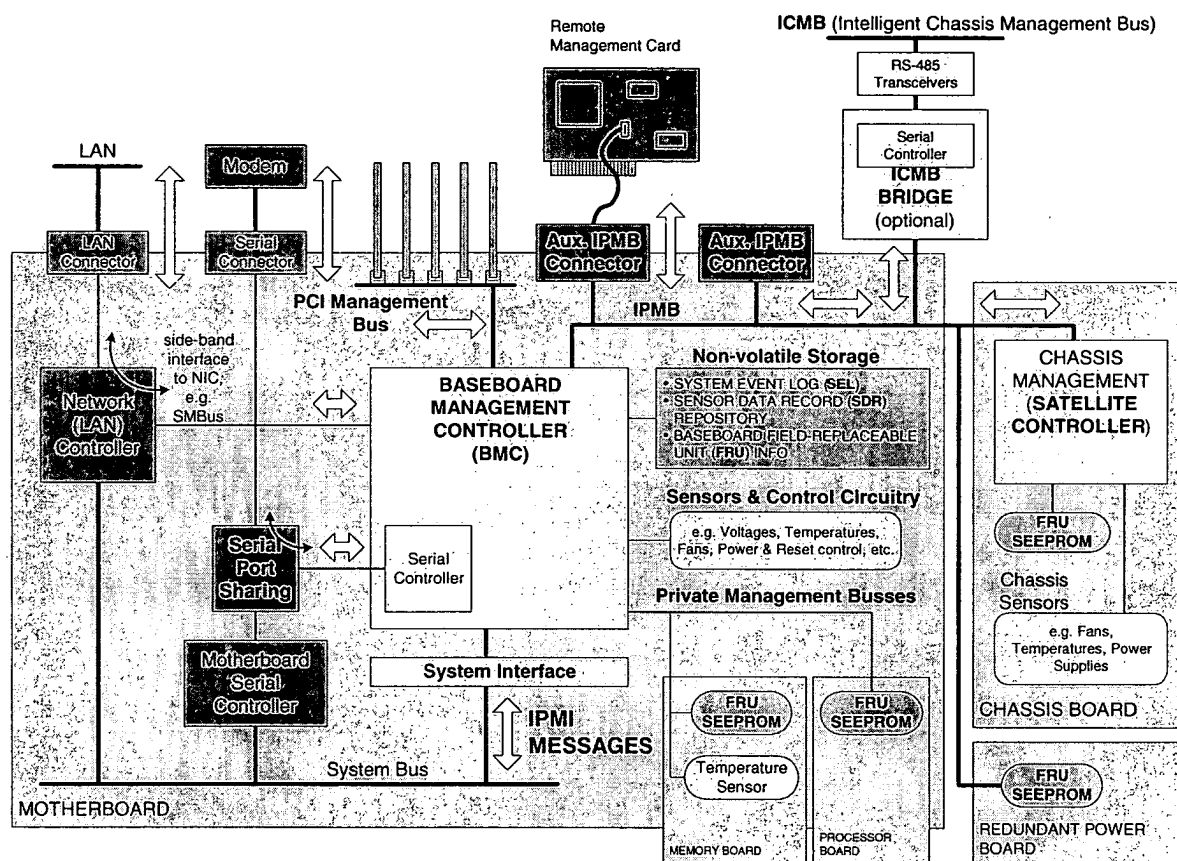 Remote
Management Card
ICMB (Intelligent Chassis Management Bus)
RS-485
Transceivers
Serial
Controller
ICMB
BRIDGE
(optional)
LAN
Modem
LAN
Connector
Serial
Connector
Aux. IPMB
Connector
Aux. IPMB
Connector
PCI Management
Bus
IPMB
side-band
interface
to NIC,
e.g.
SMBus
Network
(LAN)
Controller
BASEBOARD
MANAGEMENT
CONTROLLER
(BMC)
Non-volatile Storage
• SYSTEM EVENT LOG (SEL)
• SENSOR DATA RECORD (SDR)
REPOSITORY
• BASEBOARD FIELD-REPLACEABLE
UNIT (FRU) INFO
CHASSIS
MANAGEMENT
(SATELLITE
CONTROLLER)
Sensors & Control Circuitry
e.g. Voltages, Temperatures,
Fans, Power & Reset control, etc.
FRU
SEEPROM
Serial
Port
Sharing
Serial
Controller
Private Management Busses
Chassis
Sensors
e.g. Fans,
Temperatures, Power
Supplies
Motherboard
Serial
Controller
System Interface
FRU
SEEPROM
FRU
SEEPROM
CHASSIS BOARD
IPMI
MESSAGES
System Bus
Temperature
Sensor
FRU
SEEPROM
MOTHERBOARD
MEMORY BOARD
PROCESSOR
BOARD
REDUNDANT POWER
BOARD